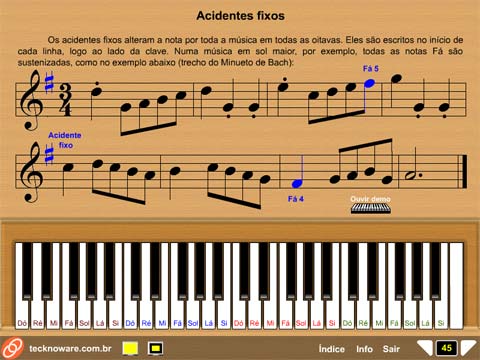 Acidentes fixos
Os acidentes fixos alteram a nota por toda a música em todas as oitavas. Eles são escritos no início de
cada linha, logo ao lado da clave. Numa música em sol maior, por exemplo, todas as notas Fá são
sustenizadas, como no exemplo abaixo (trecho do Minueto de Bach):
Fá 5
3
4
Acidente
fixo
Fá 4
Ouvir demo
Dó Ré Mi Fá Sol Lá Si Dó Ré Mi Fá Sol Lá Si Dó Ré Mi Fá Sol Lá Si Dó Ré Mi Fá Sol Lá Si
tecknoware.com.br Índice Info Sair 45